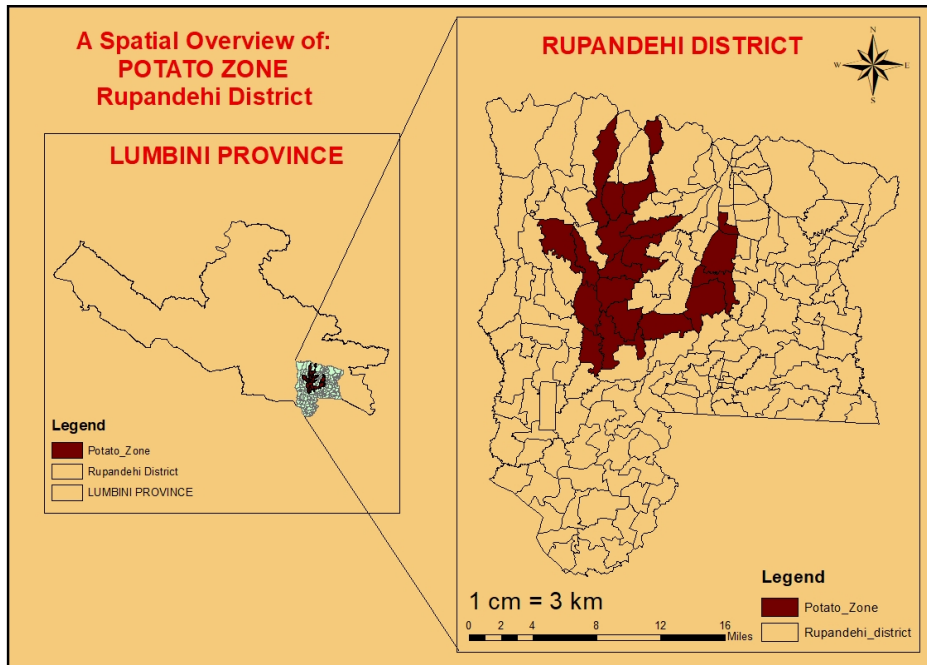 A Spatial Overview of:
POTATO ZONE
Rupandehi District
LUMBINI PROVINCE
Legend
Potato_Zone
Rupandehi District
LUMBINI PROVINCE
RUPANDEHI DISTRICT
N
W E
S
1 cm = 3 km
0 2 4 8 12 16
Miles
Legend
Potato_Zone
Rupandehi_district